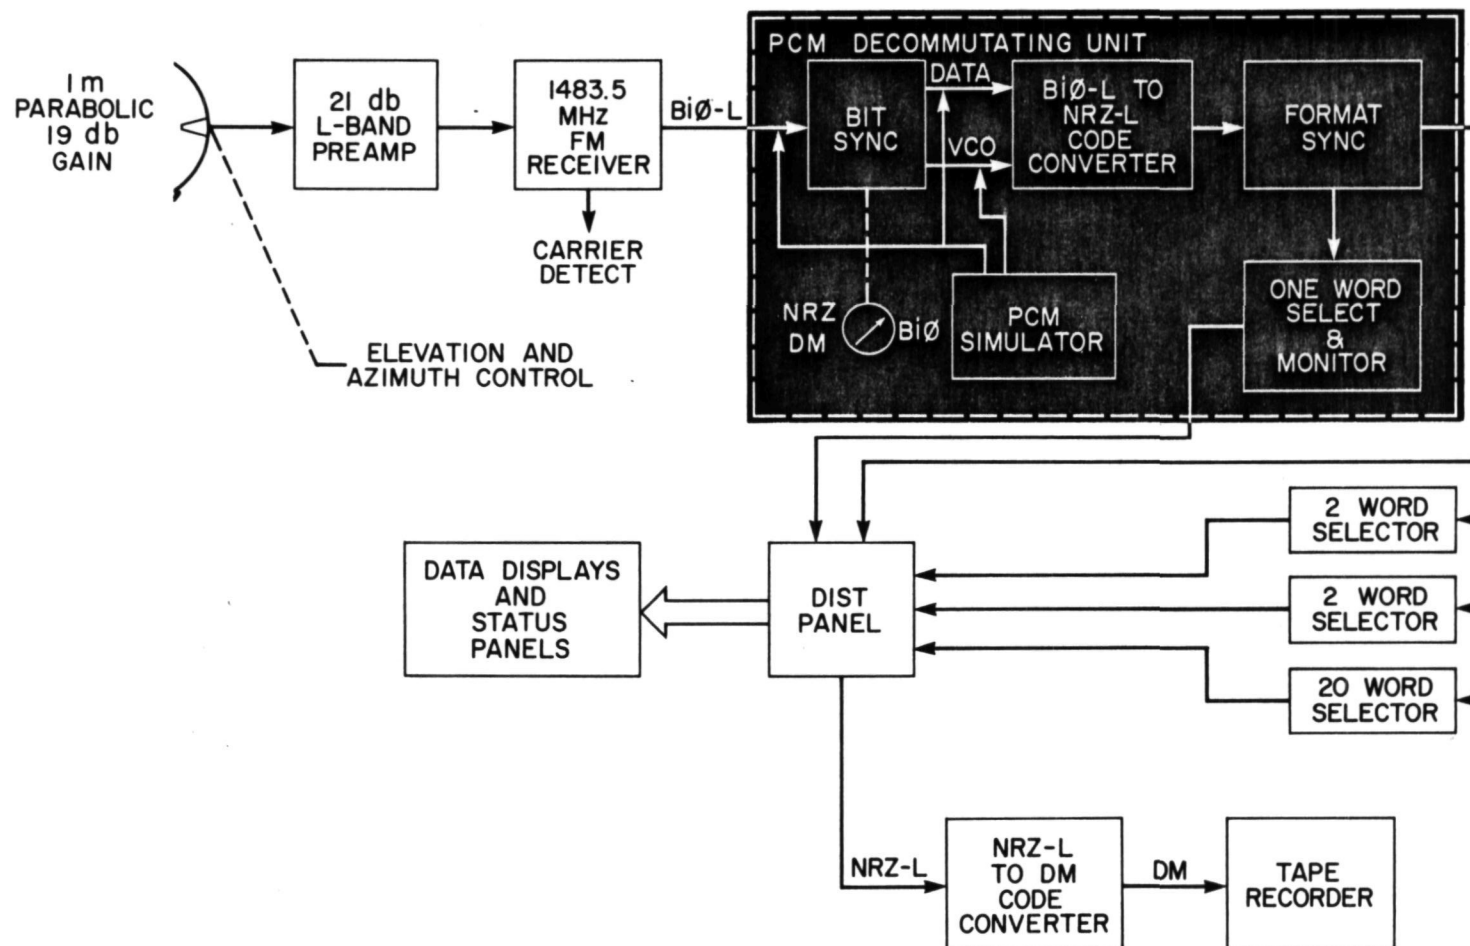 1 m
PARABOLIC
19 db
GAIN
21 db
L-BAND
PREAMP
1483.5
MHz
FM
RECEIVER
BiØ-L
CARRIER
DETECT
ELEVATION AND
AZIMUTH CONTROL
PCM DECOMMUTATING UNIT
BIT
SYNC
DATA
VCO
BiØ-L TO
NRZ-L
CODE
CONVERTER
FORMAT
SYNC
NRZ
DM
BiØ
PCM
SIMULATOR
ONE WORD
SELECT
&
MONITOR
DATA DISPLAYS
AND
STATUS
PANELS
DIST
PANEL
2 WORD
SELECTOR
2 WORD
SELECTOR
20 WORD
SELECTOR
NRZ-L
NRZ-L
TO DM
CODE
CONVERTER
DM
TAPE
RECORDER